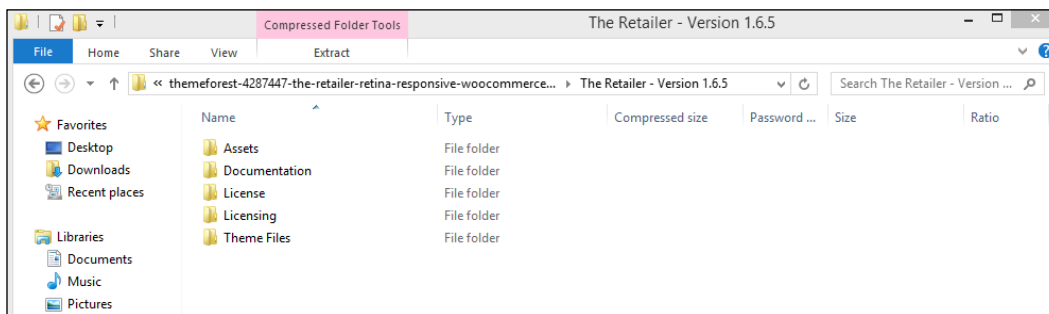 Compressed Folder Tools The Retailer - Version 1.6.5
File Home Share View Extract
« themeforest-4287447-the-retailer-retina-responsive-woocommerce... The Retailer - Version 1.6.5 Search The Retailer - Version ...
Name Type Compressed size Password ... Size Ratio
Favorites
Desktop
Downloads
Recent places
Libraries
Documents
Music
Pictures
Assets File folder
Documentation File folder
License File folder
Licensing File folder
Theme Files File folder